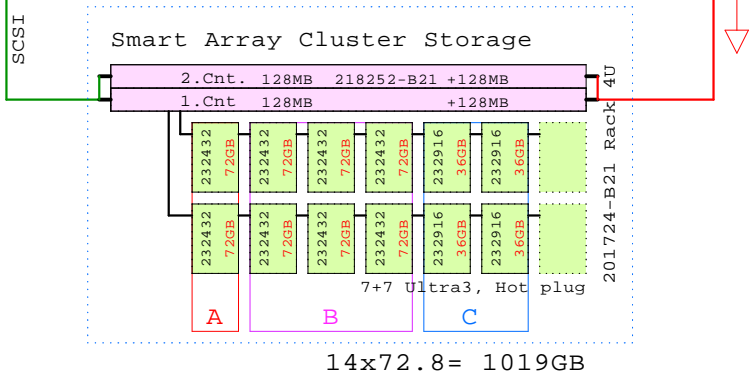 SCSI
Smart Array Cluster Storage
2.Cnt. 128MB 218252-B21 +128MB
1.Cnt 128MB +128MB
201724-B21 Rack 4U
232432 72GB 232432 72GB 232432 72GB 232432 72GB 232916 36GB 232916 36GB
232432 72GB 232432 72GB 232432 72GB 232432 72GB 232916 36GB 232916 36GB
7+7 Ultra3, Hot plug
A B C
14x72.8= 1019GB